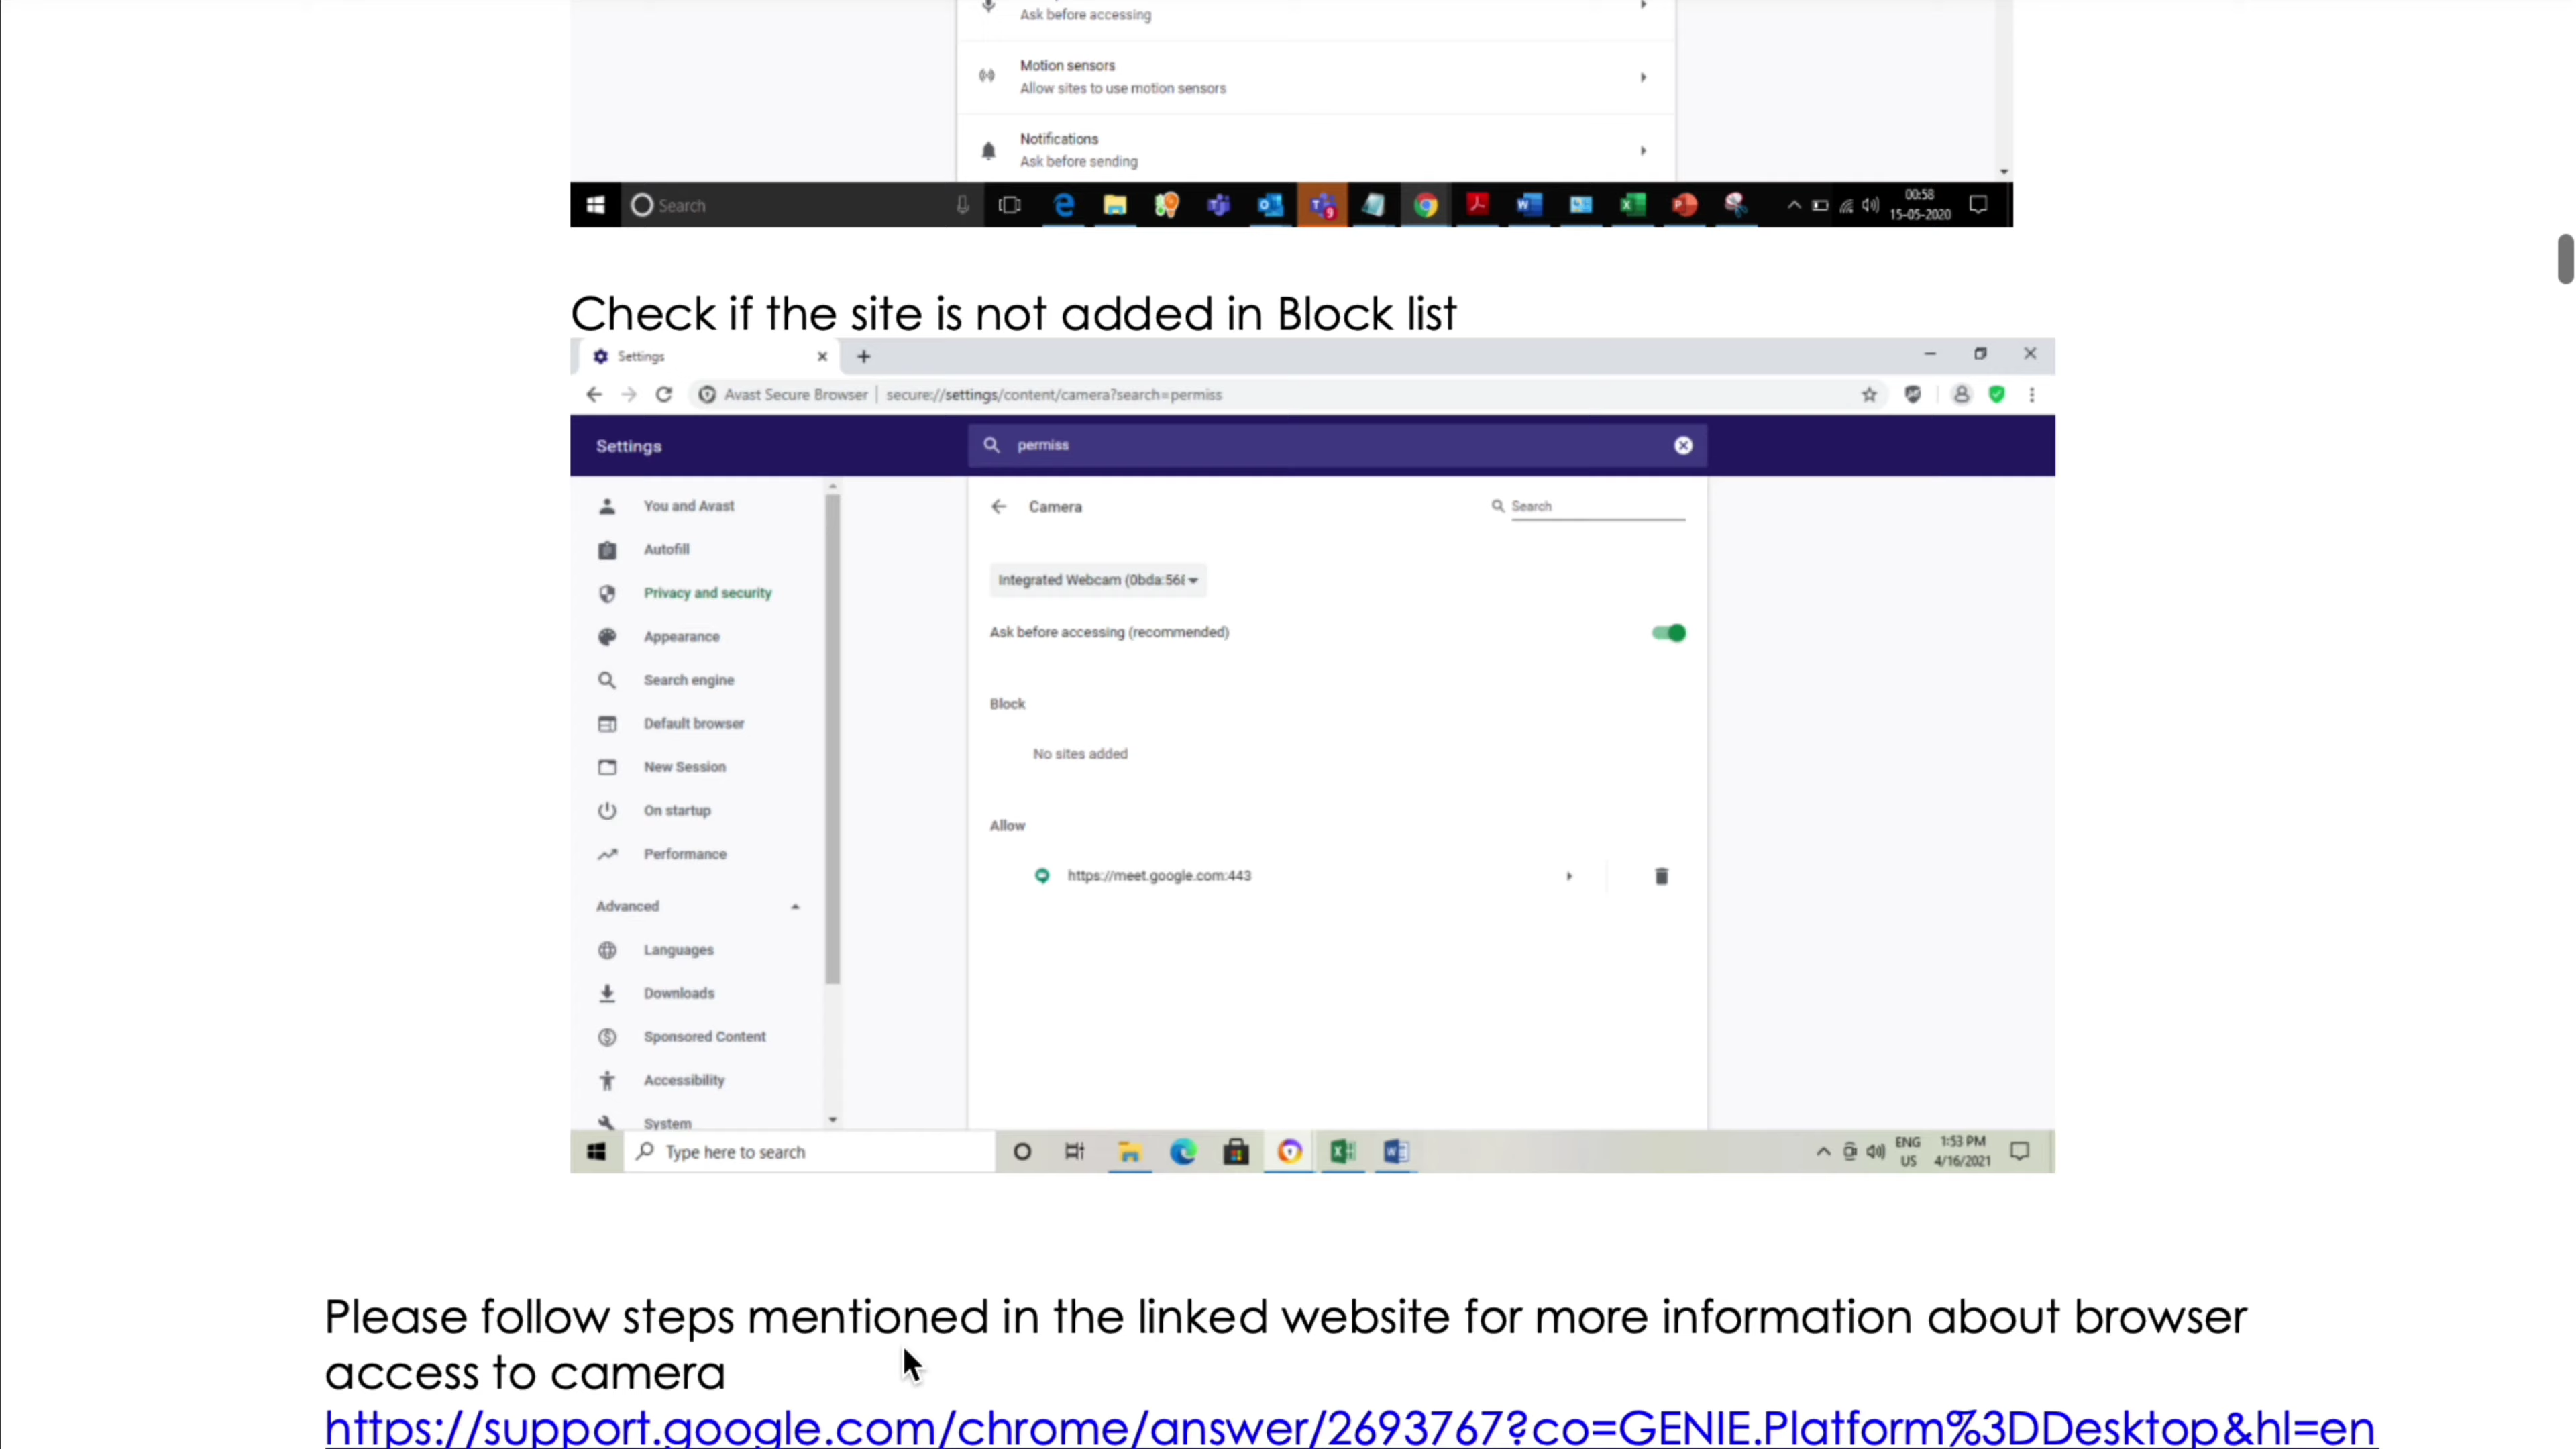 Ask before accessing
Motion sensors
Allow sites to use motion sensors
Notifications
Ask before sending
Search
9
00:58
15-05-2020
Check if the site is not added in Block list
Settings
Avast Secure Browser | secure://settings/content/camera?search=permiss
Settings
permiss
You and Avast
Autofill
Privacy and security
Appearance
Search engine
Default browser
New Session
On startup
Performance
Advanced
Languages
Downloads
Sponsored Content
Accessibility
System
Camera
Search
Integrated Webcam (0bda:568
Ask before accessing (recommended)
Block
No sites added
Allow
https://meet.google.com:443
Type here to search
ENG
US
1:53 PM
4/16/2021
Please follow steps mentioned in the linked website for more information about browser
access to camera
https://support.google.com/chrome/answer/2693767?co=GENIE.Platform%3DDesktop&hl=en